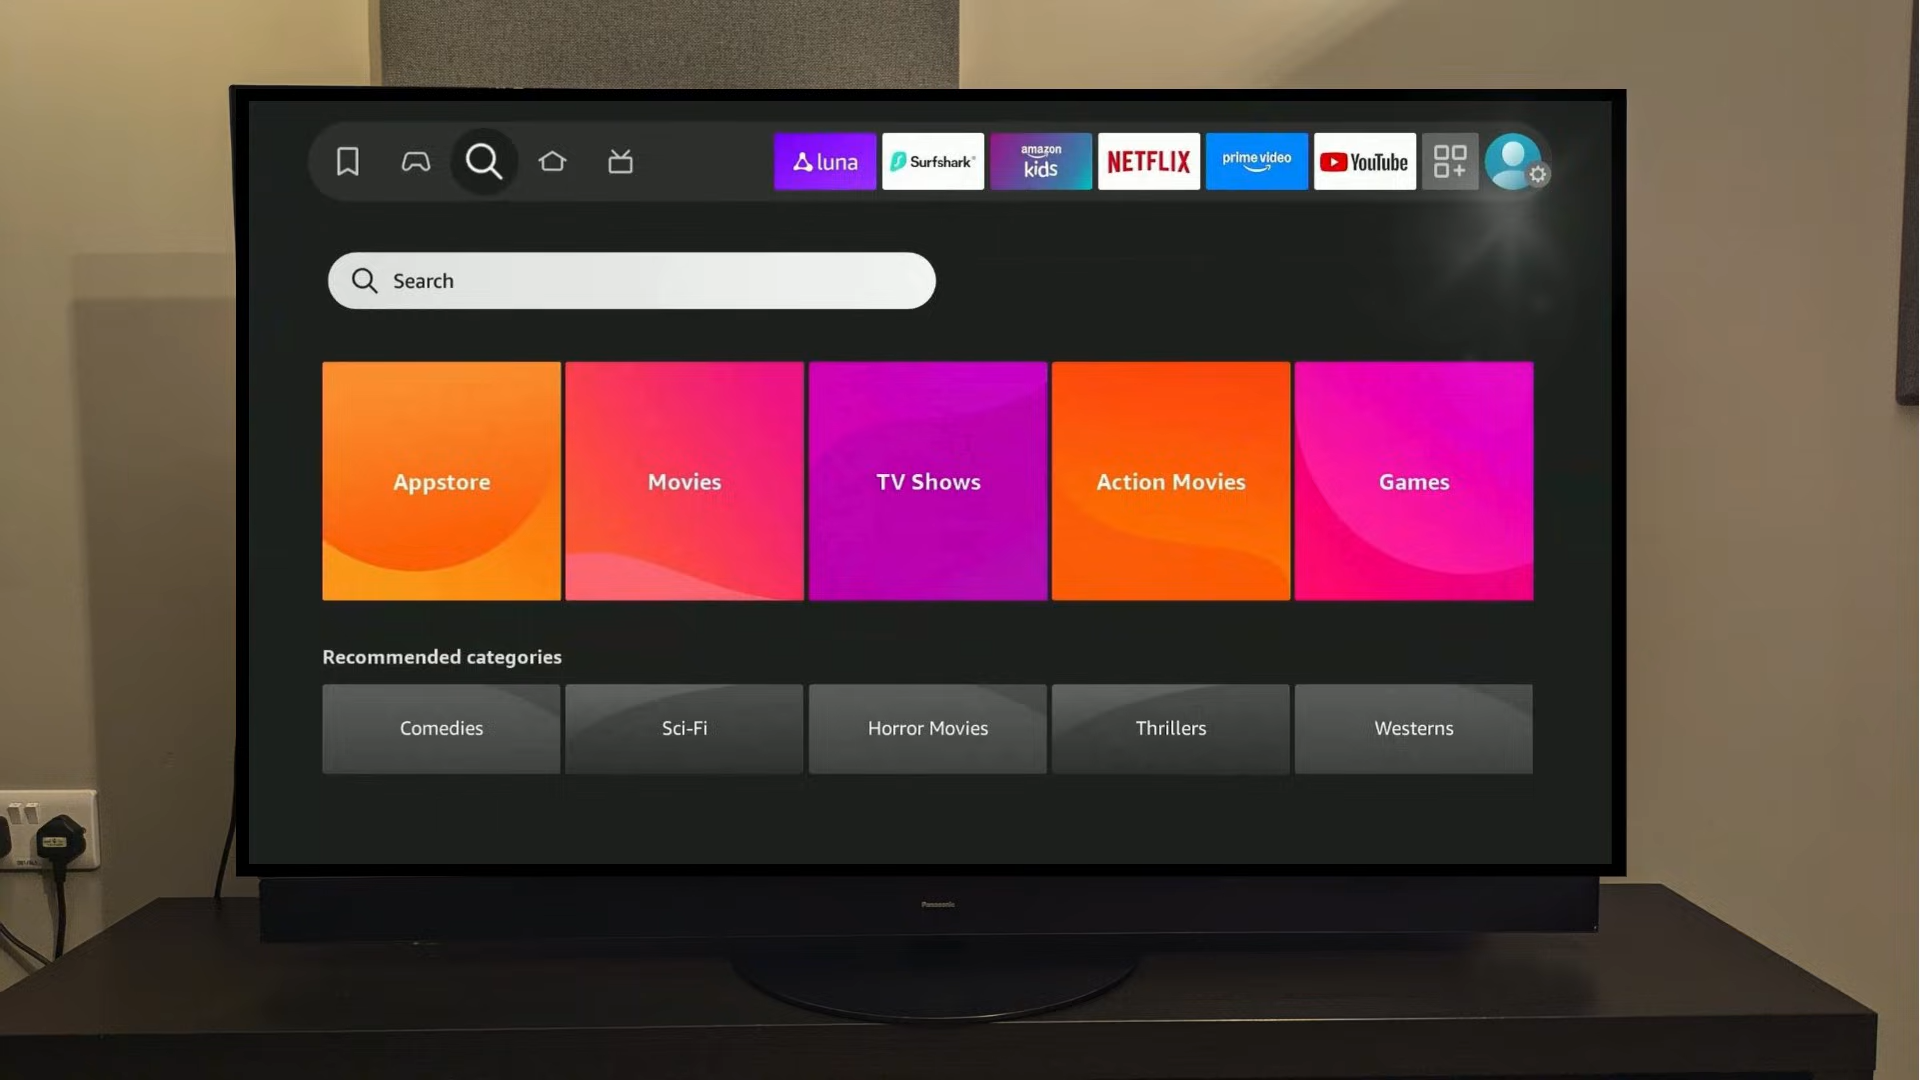 luna
Surfshark®
amazon
kids
NETFLIX
prime video
YouTube
Search
Appstore
Movies
TV Shows
Action Movies
Games
Recommended categories
Comedies
Sci-Fi
Horror Movies
Thrillers
Westerns
Panasonic